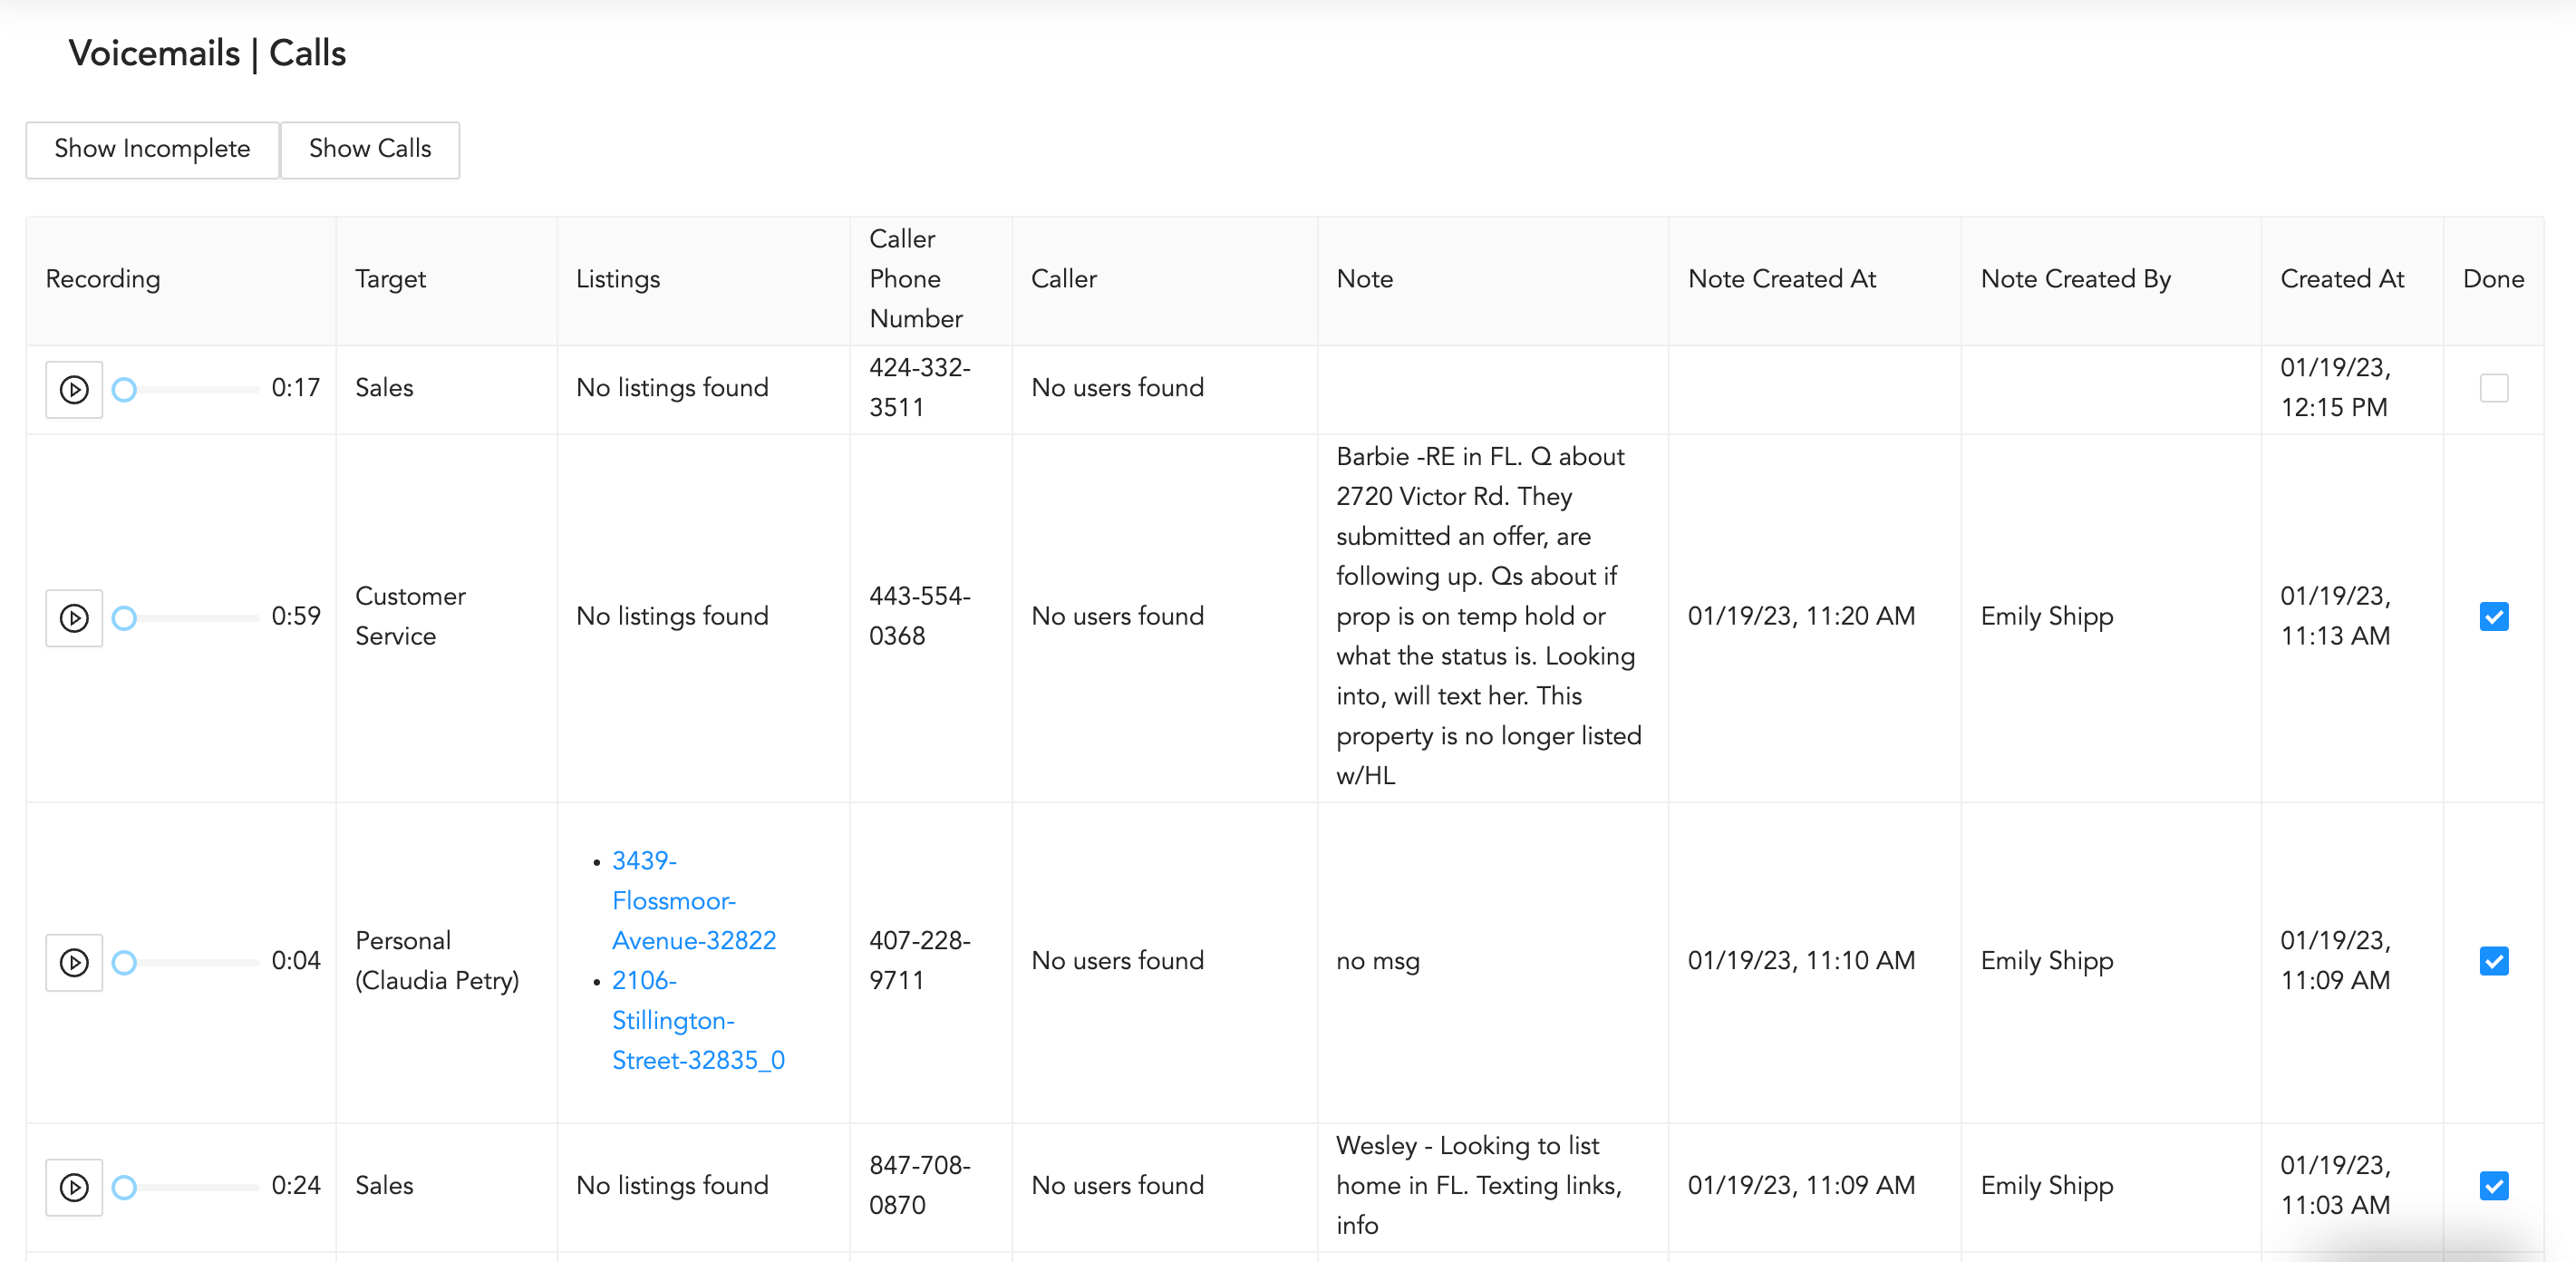 Voicemails | Calls
Show Incomplete
Show Calls
Recording
Target
Listings
Caller
Phone
Number
Caller
Note
Note Created At
Note Created By
Created At
Done
0:17
Sales
No listings found
424-332-
3511
No users found
01/19/23,
12:15 PM
0:59
Customer
Service
No listings found
443-554-
0368
No users found
Barbie -RE in FL. Q about
2720 Victor Rd. They
submitted an offer, are
following up. Qs about if
prop is on temp hold or
what the status is. Looking
into, will text her. This
property is no longer listed
w/HL
01/19/23, 11:20 AM
Emily Shipp
01/19/23,
11:13 AM
0:04
Personal
(Claudia Petry)
• 3439-
Flossmoor-
Avenue-32822
• 2106-
Stillington-
Street-32835_0
407-228-
9711
No users found
no msg
01/19/23, 11:10 AM
Emily Shipp
01/19/23,
11:09 AM
0:24
Sales
No listings found
847-708-
0870
No users found
Wesley - Looking to list
home in FL. Texting links,
info
01/19/23, 11:09 AM
Emily Shipp
01/19/23,
11:03 AM